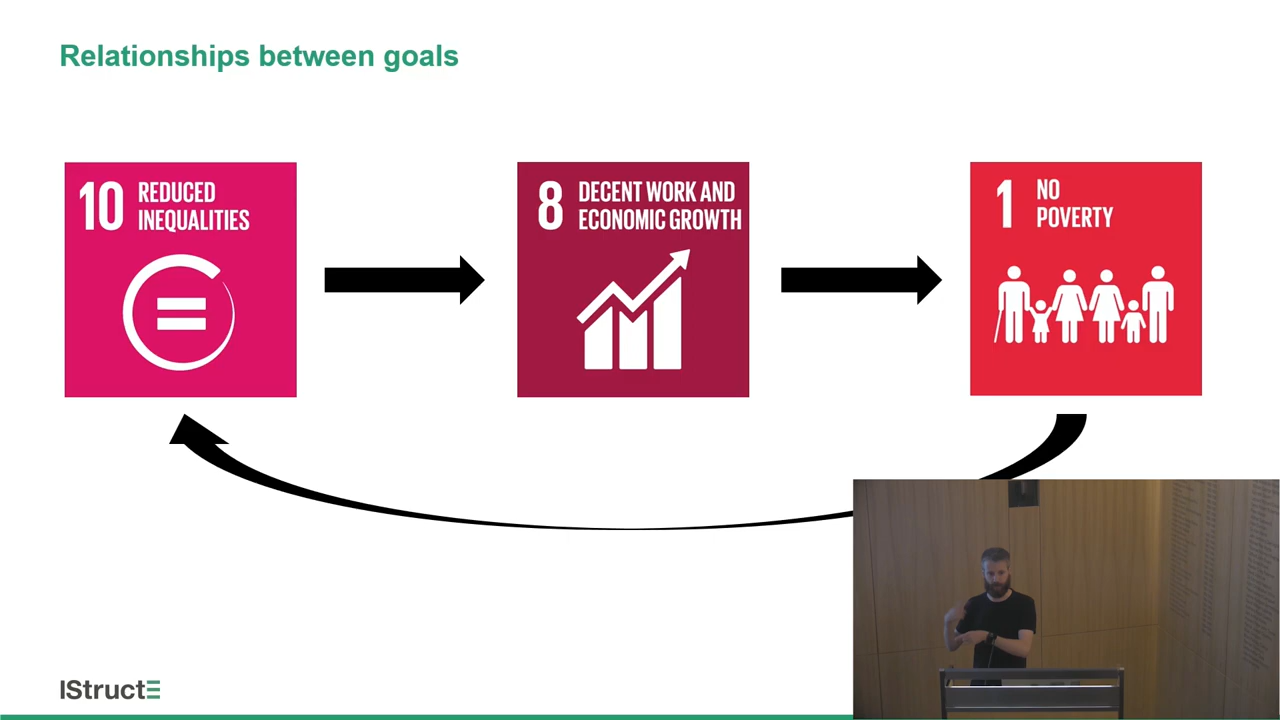 Relationships between goals
10 REDUCED
INEQUALITIES
8 DECENT WORK AND
ECONOMIC GROWTH
1 NO
POVERTY
IStructE